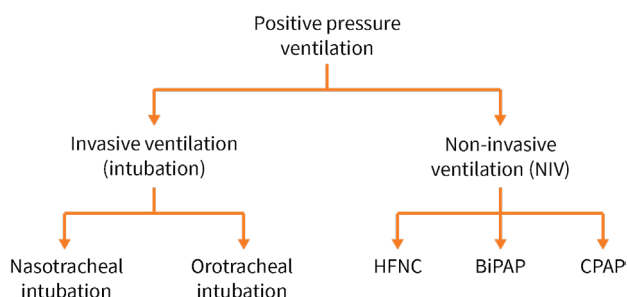 Positive pressure
ventilation
Invasive ventilation
(intubation)
Non-invasive
ventilation (NIV)
Nasotracheal
intubation
Orotracheal
intubation
HFNC
BiPAP
CPAP